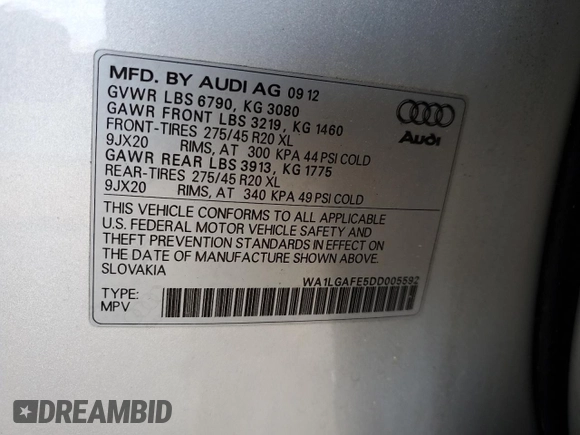 MFD. BY AUDI AG 09 12
GVWR LBS 6790, KG 3080
GAWR FRONT LBS 3219, KG 1460
FRONT-TIRES 275/45 R20 XL
9JX20 RIMS, AT 300 KPA 44 PSI COLD
GAWR REAR LBS 3913, KG 1775
REAR-TIRES 275/45 R20 XL
9JX20 RIMS, AT 340 KPA 49 PSI COLD
Audi
THIS VEHICLE CONFORMS TO ALL APPLICABLE
U.S. FEDERAL MOTOR VEHICLE SAFETY AND
THEFT PREVENTION STANDARDS IN EFFECT ON
THE DATE OF MANUFACTURE SHOWN ABOVE.
SLOVAKIA
WA1LGAFE5DD005592
TYPE:
MPV
DREAMBID